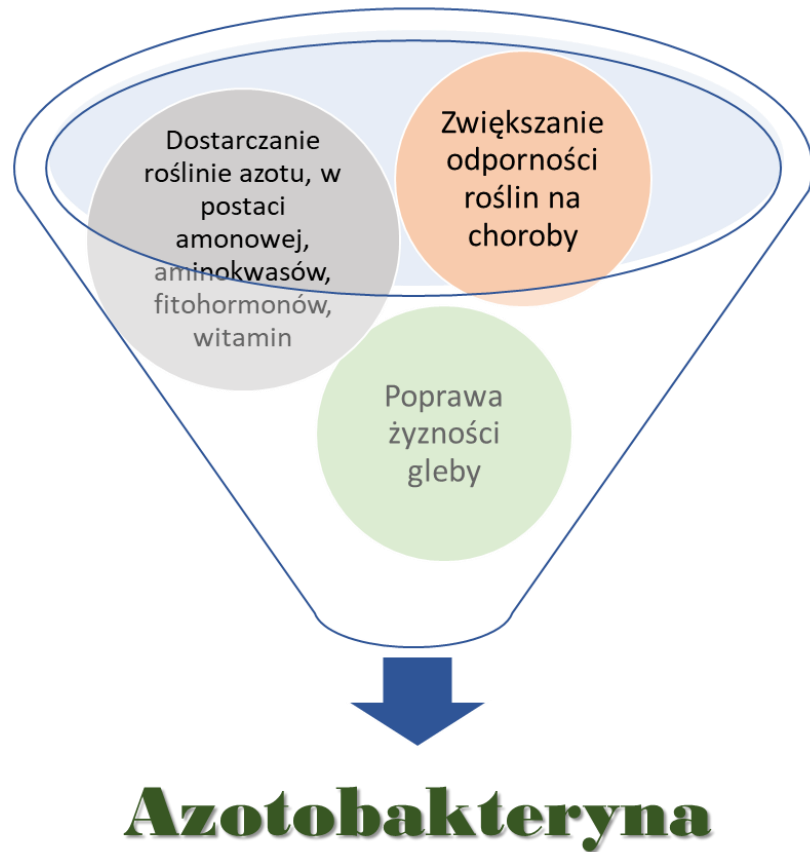 Dostarczanie
roślinie azotu, w
postaci
amonowej,
aminokwasów,
fitohormonów,
witamin
Zwiększanie
odporności
roślin na
choroby
Poprawa
żyzności
gleby
Azotobakteryna